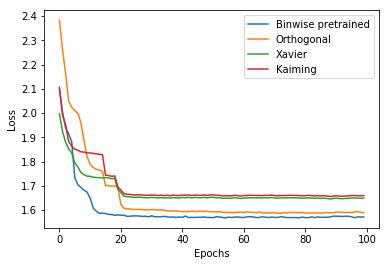 2.4
2.3
2.2
2.1
2.0
1.9
1.8
1.7
1.6
Loss
Binwise pretrained
Orthogonal
Xavier
Kaiming
0 20 40 60 80 100
Epochs